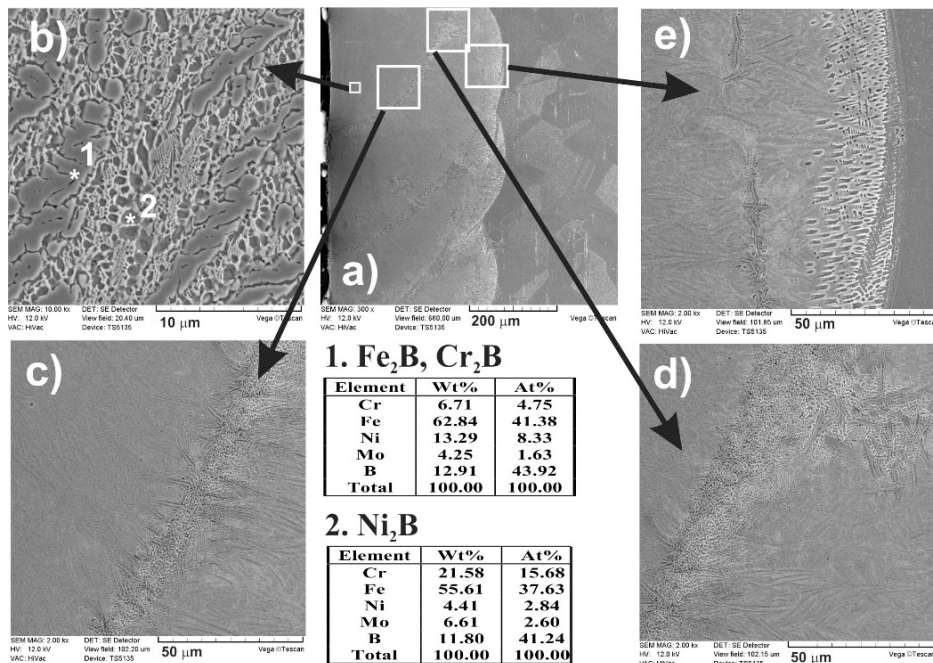 b)
1
*
2
*
SEM MAG: 10.00 kx DET: SE Detector
HV: 12.0 kV View field: 20.40 um
VAC: HiVac Device: TS5135
10 µm
Vega ©Tescan
a)
SEM MAG: 300 x DET: SE Detector
HV: 12.0 kV View field: 680.00 um
VAC: HiVac Device: TS5135
200 µm
Vega ©Tescan
e)
SEM MAG: 2.00 kx DET: SE Detector
HV: 12.0 kV View field: 101.85 um
VAC: HiVac Device: TS5135
50 µm
Vega ©Tescan
c)
SEM MAG: 2.00 kx DET: SE Detector
HV: 12.0 kV View field: 102.20 um
VAC: HiVac Device: TS5135
50 µm
Vega ©Tescan
1. Fe₂B, Cr₂B
Element Wt% At%
Cr 6.71 4.75
Fe 62.84 41.38
Ni 13.29 8.33
Mo 4.25 1.63
B 12.91 43.92
Total 100.00 100.00
2. Ni₂B
Element Wt% At%
Cr 21.58 15.68
Fe 55.61 37.63
Ni 4.41 2.84
Mo 6.61 2.60
B 11.80 41.24
Total 100.00 100.00
d)
SEM MAG: 2.00 kx DET: SE Detector
HV: 12.0 kV View field: 102.15 um
VAC: HiVac Device: TS5135
50 µm
Vega ©Tescan